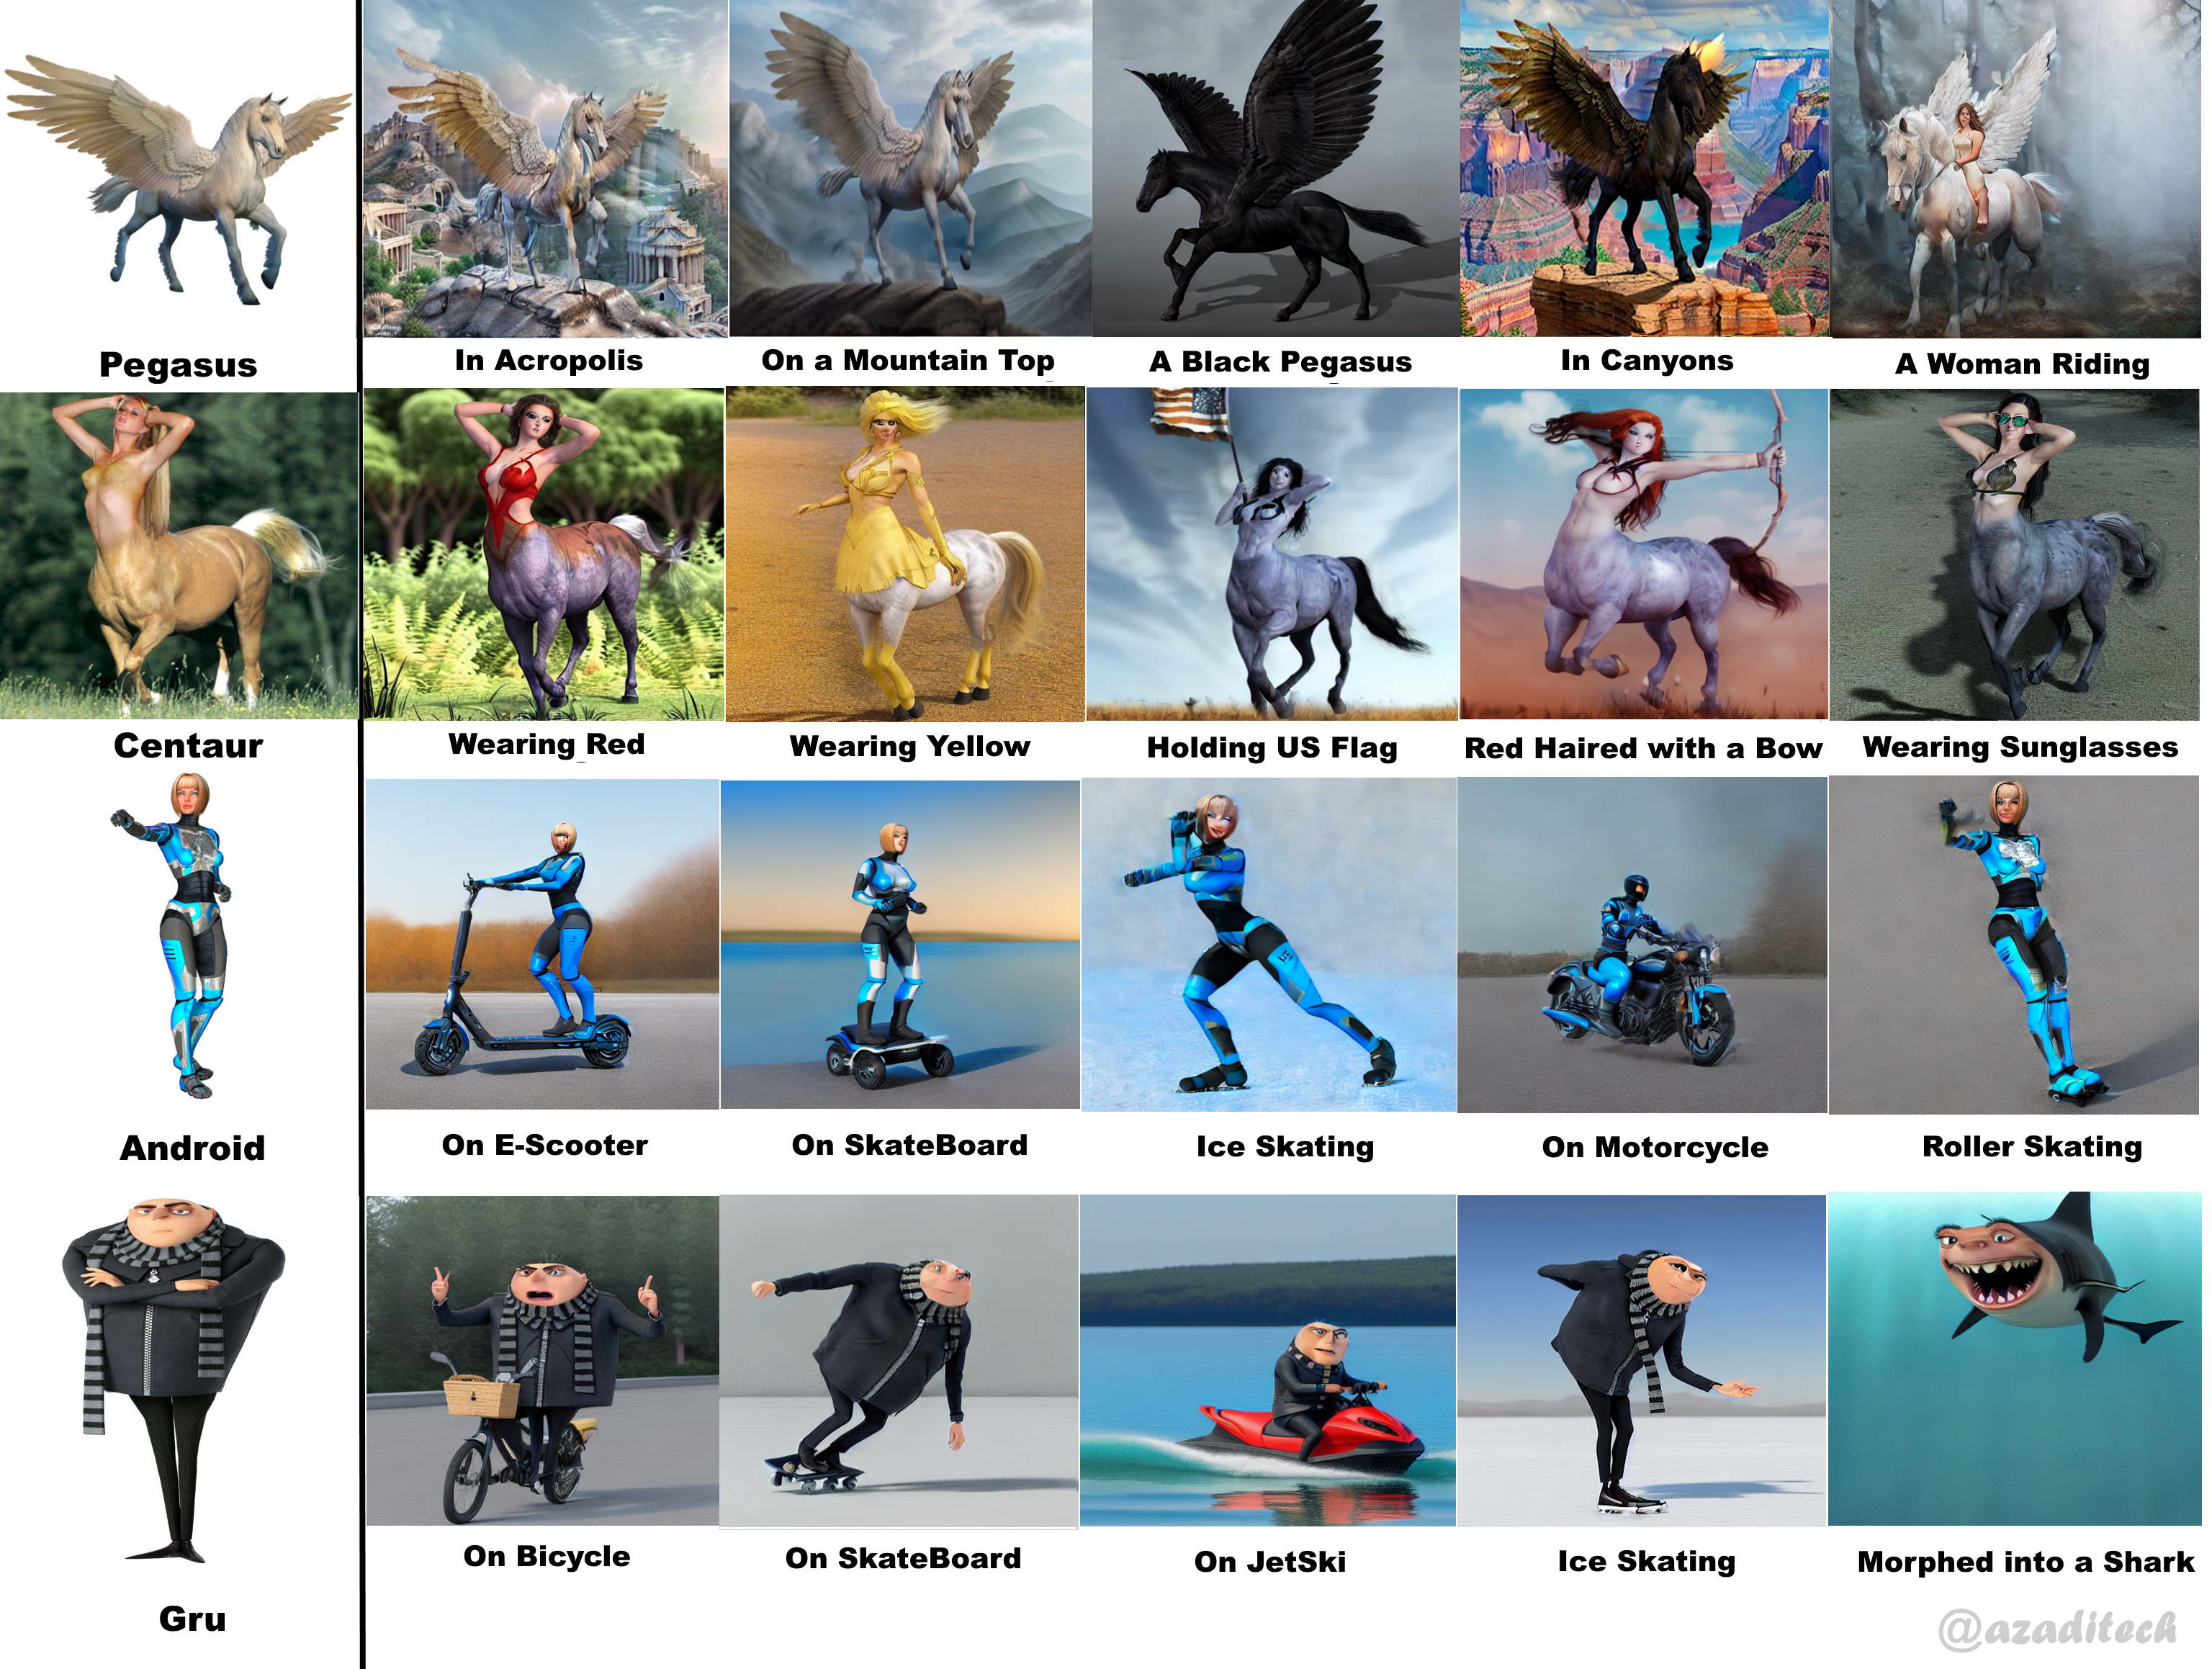 Pegasus
In Acropolis
On a Mountain Top
A Black Pegasus
In Canyons
A Woman Riding
Centaur
Wearing Red
Wearing Yellow
Holding US Flag
Red Haired with a Bow
Wearing Sunglasses
Android
On E-Scooter
On SkateBoard
Ice Skating
On Motorcycle
Roller Skating
Gru
On Bicycle
On SkateBoard
On JetSki
Ice Skating
Morphed into a Shark
@azaditech